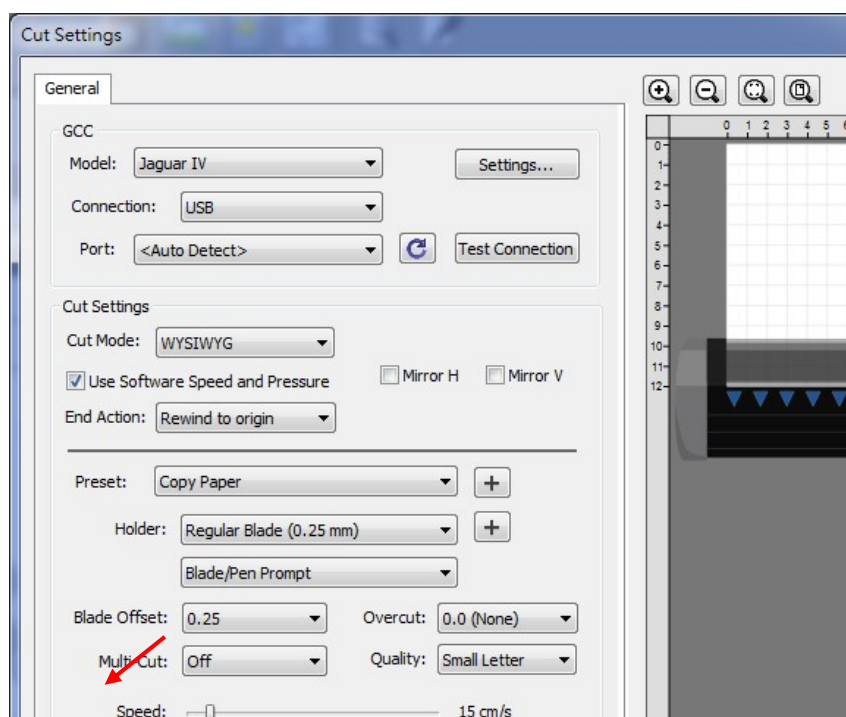 Cut Settings
General
GCC
Model: Jaguar IV Settings...
Connection: USB
Port: <Auto Detect> Test Connection
Cut Settings
Cut Mode: WYSIWYG
Use Software Speed and Pressure Mirror H Mirror V
End Action: Rewind to origin
Preset: Copy Paper +
Holder: Regular Blade (0.25 mm) +
Blade/Pen Prompt
Blade Offset: 0.25 Overcut: 0.0 (None)
Multi-Cut: Off Quality: Small Letter
Speed: 15 cm/s
0 1 2 3 4 5 6
0
1
2
3
4
5
6
7
8
9
10
11
12